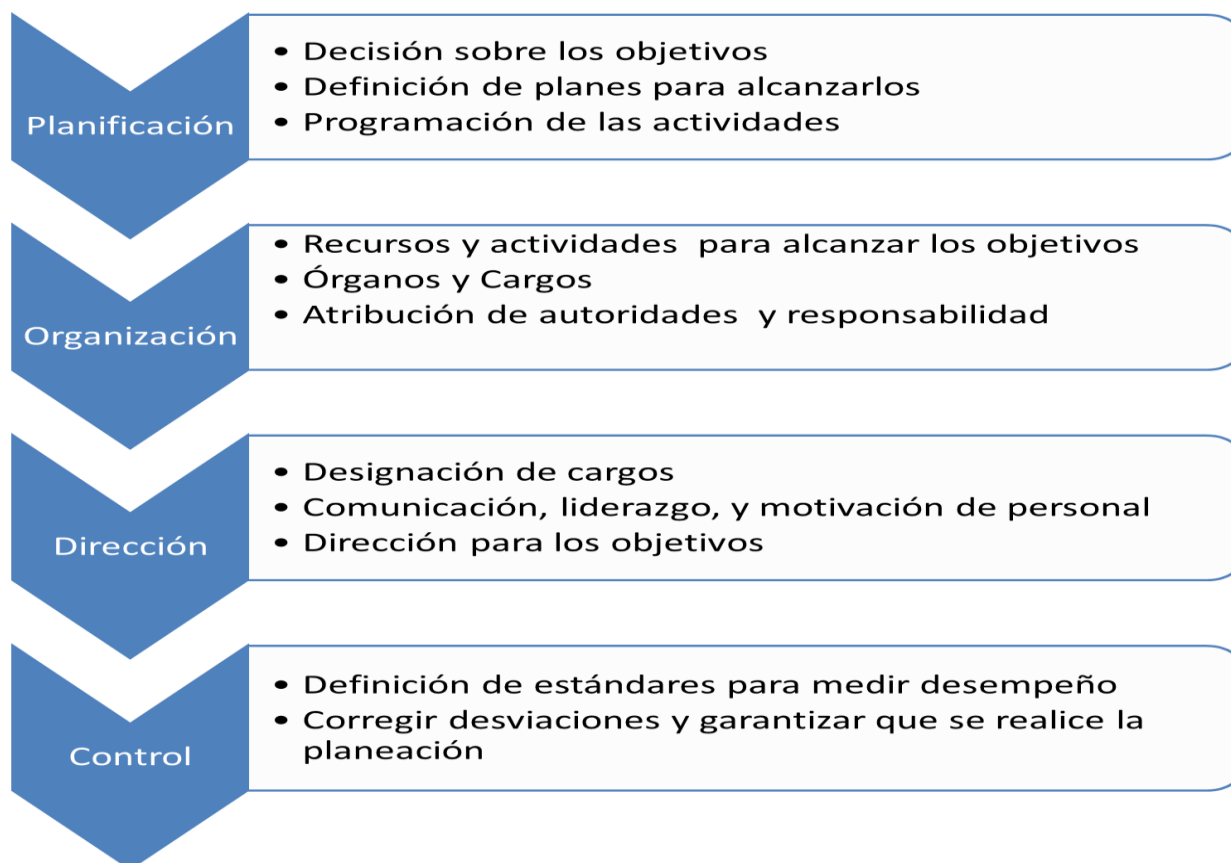 Planificación
• Decisión sobre los objetivos
• Definición de planes para alcanzarlos
• Programación de las actividades
Organización
• Recursos y actividades  para alcanzar los objetivos
• Órganos y Cargos
• Atribución de autoridades  y responsabilidad
Dirección
• Designación de cargos
• Comunicación, liderazgo, y motivación de personal
• Dirección para los objetivos
Control
• Definición de estándares para medir desempeño
• Corregir desviaciones y garantizar que se realice la
planeación